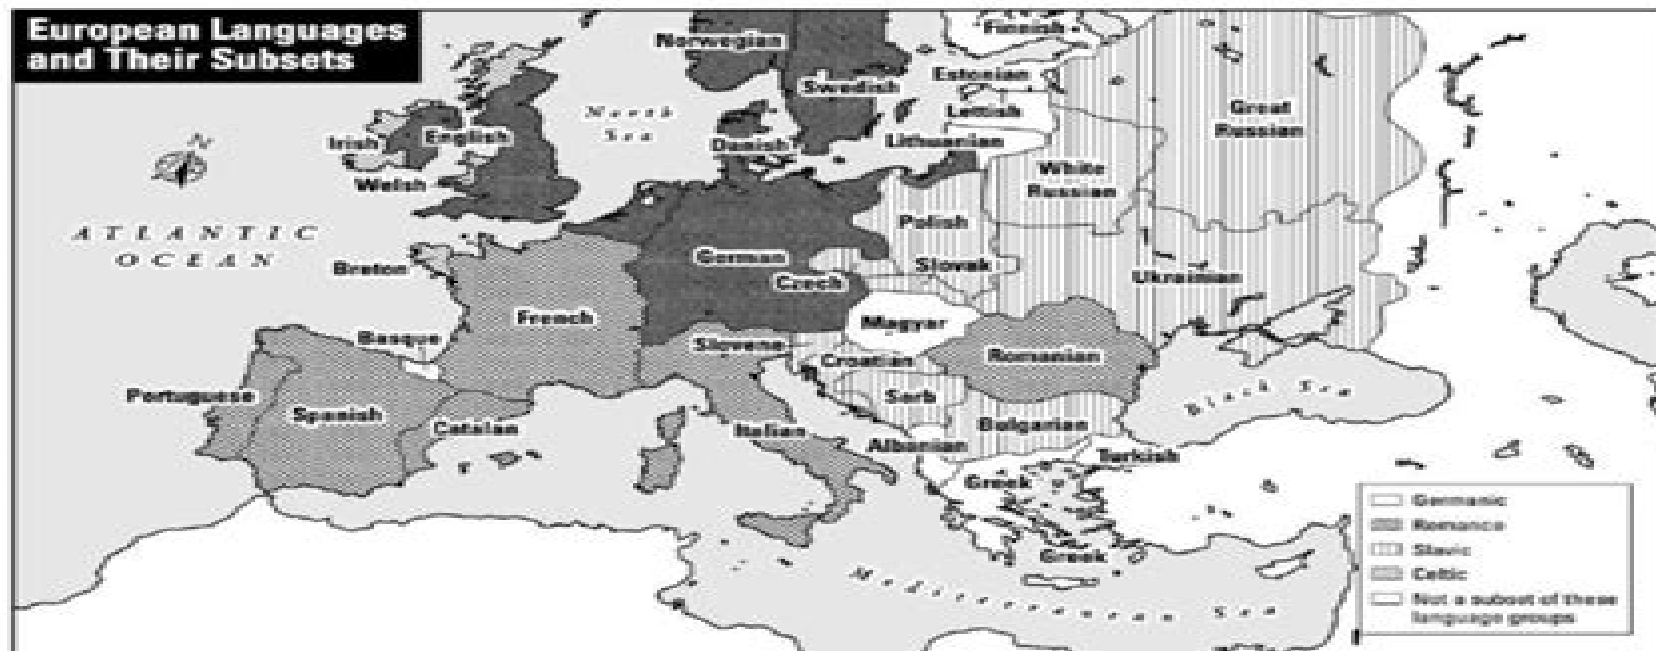 European Languages
and Their Subsets
Norwegian
Finnish
Swedish
Estonian
Great
Russian
North
Sea
Lettish
Irish
English
Danish
Lithuanian
Welsh
White
Russian
ATLANTIC
OCEAN
Polish
Breton
German
Slovak
Czech
Ukrainian
French
Magyar
Basque
Slovene
Croatian
Romanian
Portuguese
Spanish
Serb
Black Sea
Catalan
Italian
Bulgarian
Albanian
Turkish
Greek
Greek
Mediterranean Sea
Germanic
Romance
Slavic
Celtic
Not a subset of these
language groups